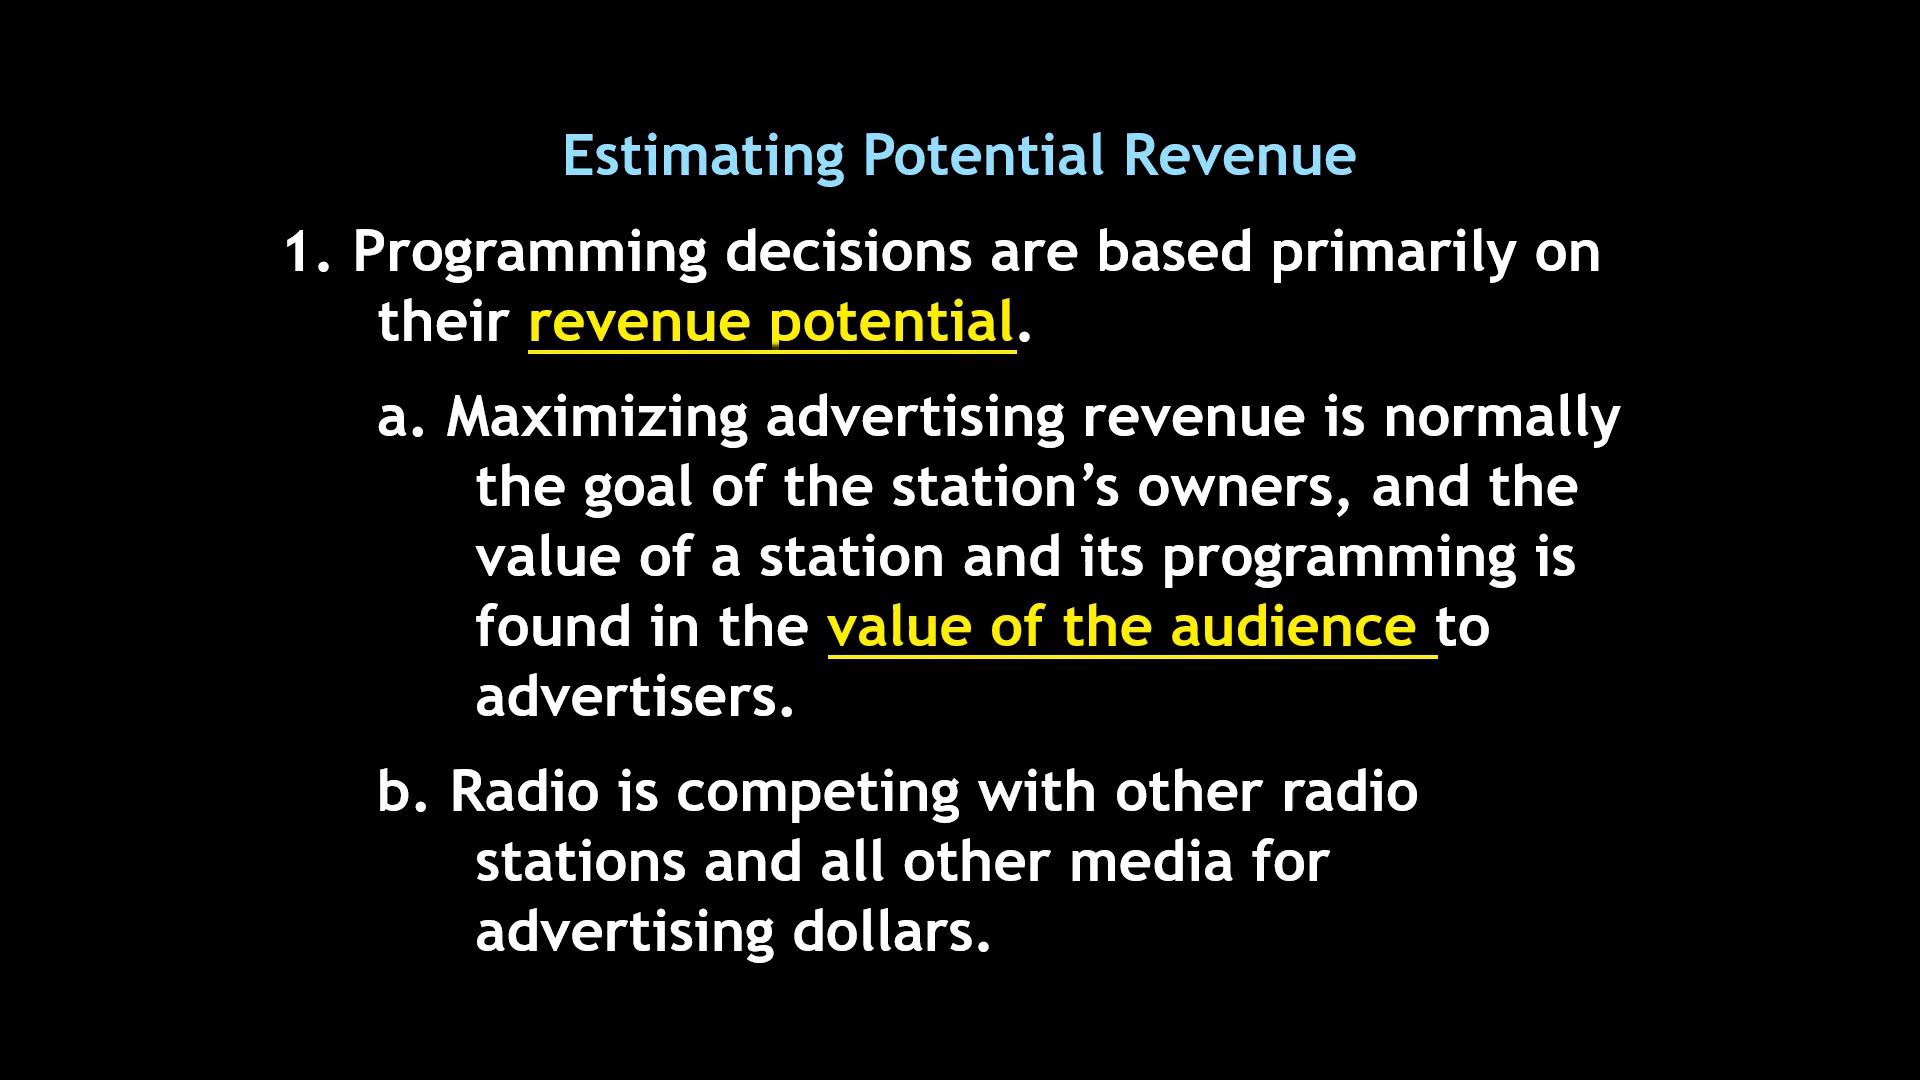 Estimating Potential Revenue
1. Programming decisions are based primarily on
their revenue potential.
a. Maximizing advertising revenue is normally
the goal of the station’s owners, and the
value of a station and its programming is
found in the value of the audience to
advertisers.
b. Radio is competing with other radio
stations and all other media for
advertising dollars.